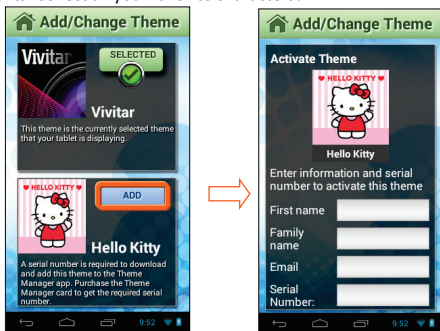 Add/Change Theme
Vivitar
SELECTED
Vivitar
This theme is the currently selected theme
that your tablet is displaying.
HELLO KITTY
ADD
Hello Kitty
A serial number is required to download
and add this theme to the Theme
Manager app. Purchase the Theme
Manager card to get the required serial
number.
9:52
Add/Change Theme
Activate Theme
HELLO KITTY
Hello Kitty
Enter information and serial
number to activate this theme
First name
Family
name
Email
Serial
Number:
9:52